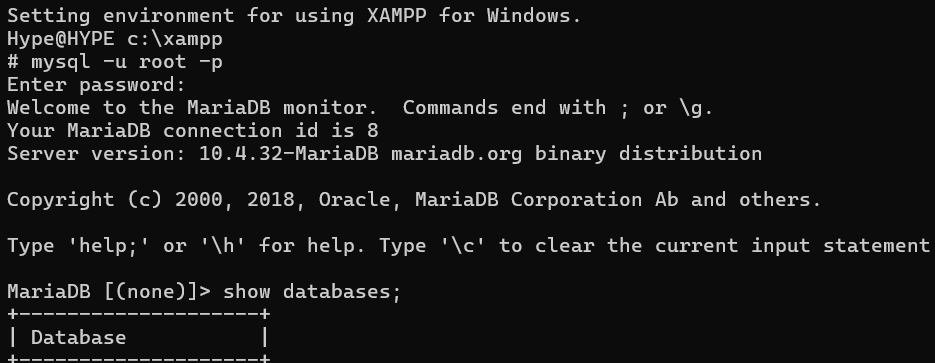 Setting environment for using XAMPP for Windows.
Hype@HYPE c:\xampp
# mysql -u root -p
Enter password:
Welcome to the MariaDB monitor.  Commands end with ; or \g.
Your MariaDB connection id is 8
Server version: 10.4.32-MariaDB mariadb.org binary distribution

Copyright (c) 2000, 2018, Oracle, MariaDB Corporation Ab and others.

Type 'help;' or '\h' for help. Type '\c' to clear the current input statement

MariaDB [(none)]> show databases;
+--------------------+
| Database           |
+--------------------+